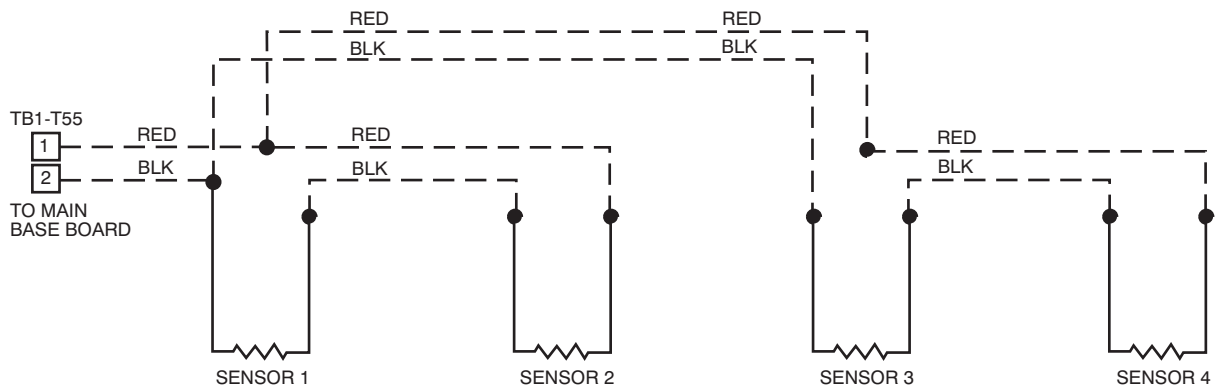 RED
RED
BLK
BLK
TB1-T55
1
RED
RED
RED
2
BLK
BLK
BLK
TO MAIN
BASE BOARD
SENSOR 1
SENSOR 2
SENSOR 3
SENSOR 4